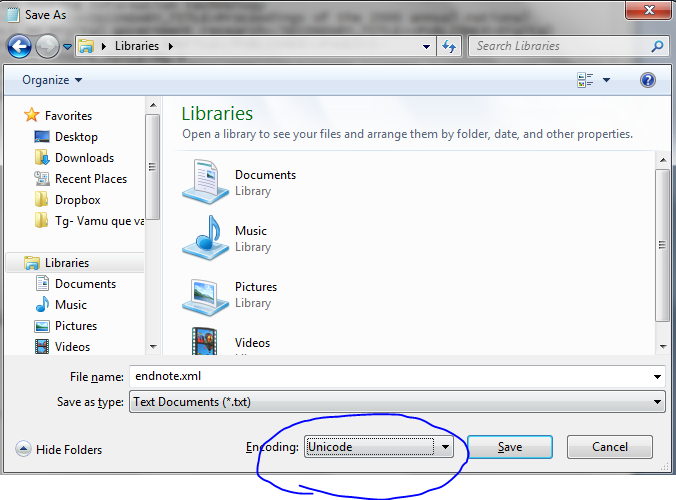 Save As
Libraries
Search Libraries
Organize
Favorites
Desktop
Downloads
Recent Places
Dropbox
Tg- Vamu que va
Libraries
Documents
Music
Pictures
Videos
Libraries
Open a library to see your files and arrange them by folder, date, and other properties.
Documents
Library
Music
Library
Pictures
Library
Videos
File name: endnote.xml
Save as type: Text Documents (*.txt)
Hide Folders
Encoding: Unicode
Save
Cancel